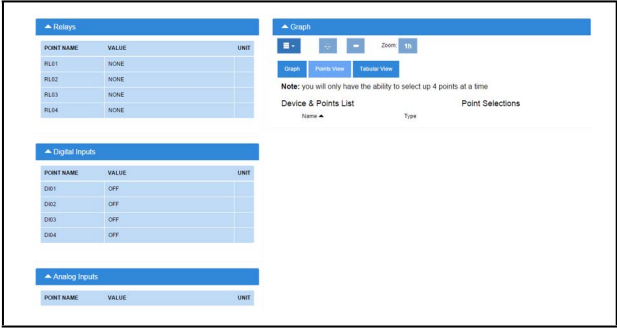 Relays
POINT NAME VALUE UNIT
RL01 NONE
RL02 NONE
RL03 NONE
RL04 NONE
Digital Inputs
POINT NAME VALUE UNIT
DI01 OFF
DI02 OFF
DI03 OFF
DI04 OFF
Analog Inputs
POINT NAME VALUE UNIT
Graph
Zoom: 1h
Graph Points View Tabular View
Note: you will only have the ability to select up 4 points at a time
Device & Points List Point Selections
Name Type